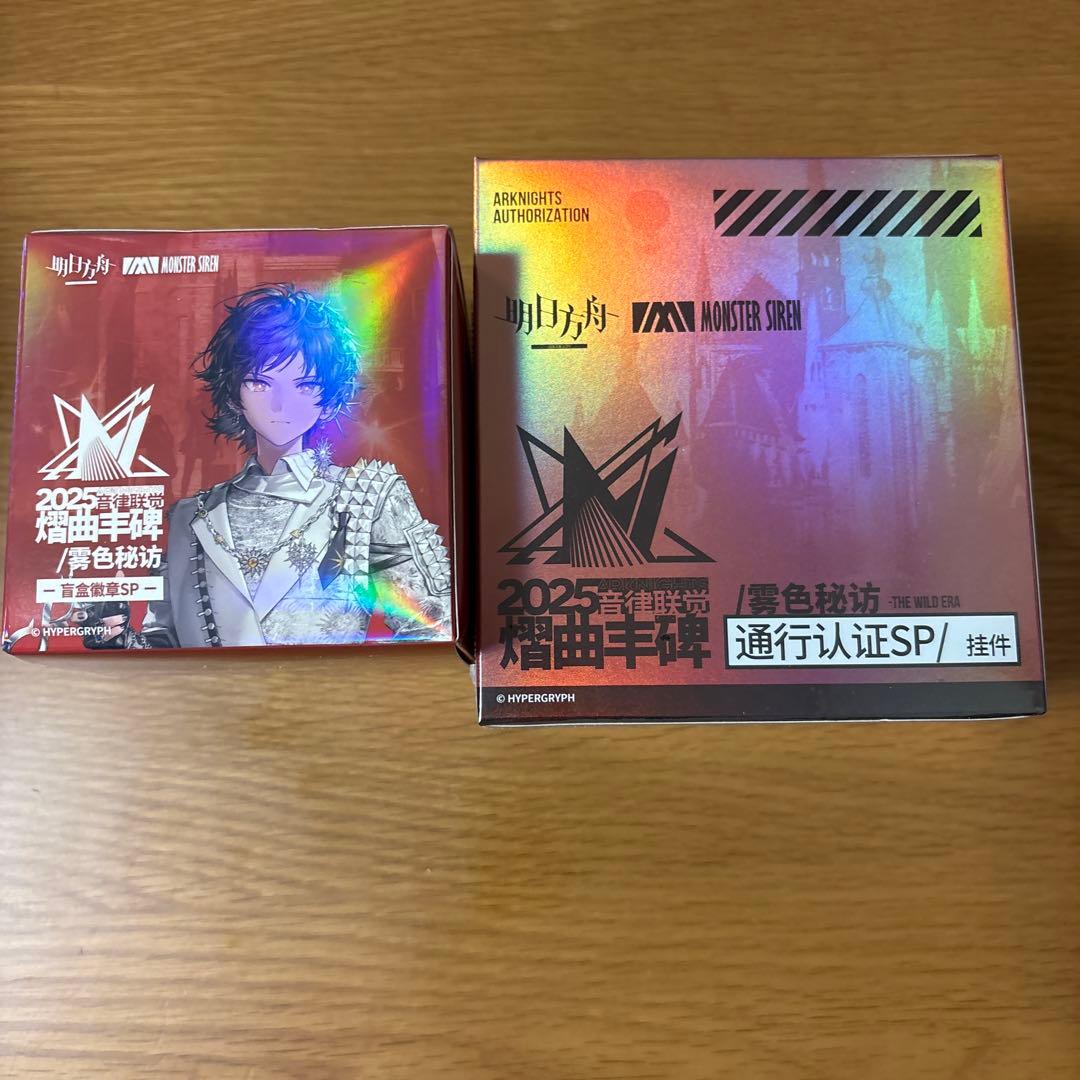 明日方舟 MONSTER SIREN
2025音律联觉
熠曲丰碑
/雾色秘访
盲盒徽章SP
© HYPERGRYPH
ARKNIGHTS
AUTHORIZATION
明日方舟 MONSTER SIREN
ARKNIGHTS
2025音律联觉
熠曲丰碑
/雾色秘访 -THE WILD ERA
通行认证SP/ 挂件
© HYPERGRYPH